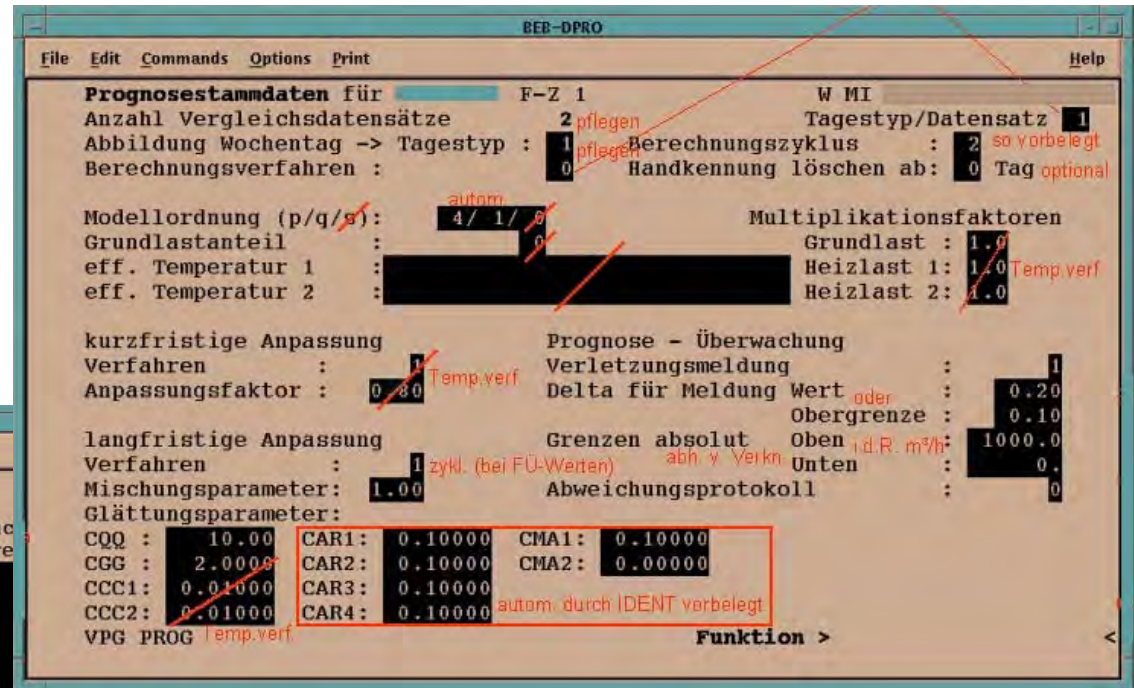 BEB-DPRO
File Edit Commands Options Print Help
Prognosestammdaten für F-Z 1 W MI
Anzahl Vergleichsdatensätze 2 pflegen Tagestyp/Datensatz 1
Abbildung Wochentag -> Tagestyp : 1 pflegen Berechnungszyklus : 2 so vorbelegt
Berechnungsverfahren : 0 Handkennung löschen ab: 0 Tag optional
autom.
Modellordnung (p/q/s): 4/ 1/ 0 Multiplikationsfaktoren
Grundlastanteil : 0 Grundlast : 1.0
eff. Temperatur 1 : Heizlast 1: 1.0 Temp.verf
eff. Temperatur 2 : Heizlast 2: 1.0
kurzfristige Anpassung Prognose - Überwachung
Verfahren : 1 Temp.verf Verletzungsmeldung : 1
Anpassungsfaktor : 0.80 Delta für Meldung Wert oder : 0.20
Obergrenze : 0.10
langfristige Anpassung Grenzen absolut Oben i.d.R. m³/h : 1000.0
Verfahren : 1 zykl. (bei FÜ-Werten) abh. v. Verkn. Unten : 0.
Mischungsparameter: 1.00 Abweichungsprotokoll : 0
Glättungsparameter:
CQQ : 10.00 CAR1: 0.10000 CMA1: 0.10000
CGG : 2.0000 CAR2: 0.10000 CMA2: 0.00000
CCC1: 0.01000 CAR3: 0.10000
CCC2: 0.01000 CAR4: 0.10000 autom. durch IDENT vorbelegt
VPG PROG Temp.verf. Funktion > <